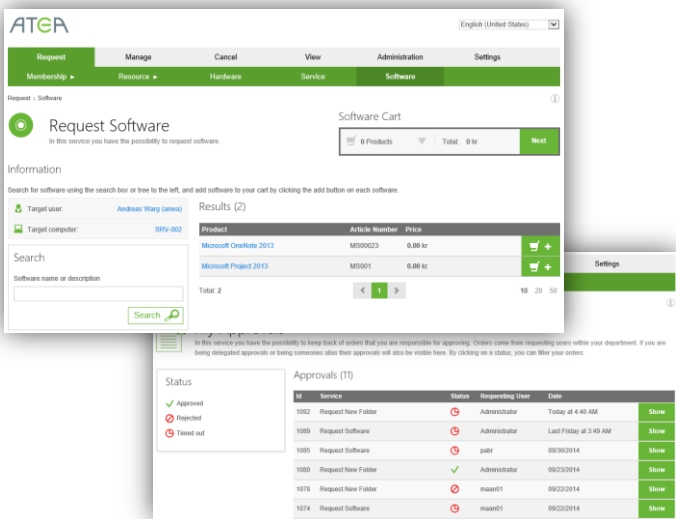 ATEA
English (United States)
Request Manage Cancel View Administration Settings
Membership ► Resource ► Hardware Service Software
Request › Software
Request Software
In this service you have the possibility to request software.
Software Cart
0 Products Total: 0 kr Next
Information
Search for software using the search box or tree to the left, and add software to your cart by clicking the add button on each software.
Target user: Andreas Warg (anwa)
Target computer: SRV-002
Results (2)
Product Article Number Price
Microsoft OneNote 2013 MS00023 0.00 kr
Microsoft Project 2013 MS001 0.00 kr
Total 2 1 10 20 50
Search
Software name or description
Search
Settings
My Approvals
In this service you have the possibility to keep track of orders that you are responsible for approving. Orders come from requesting users within your department. If you are
being delegated approvals or being someones alias their approvals will also be visible here. By clicking on a status, you can filter your orders.
Status
Approved
Rejected
Timed out
Approvals (11)
Id Service Status Requesting User Date
1092 Request New Folder Administrator Today at 4:40 AM Show
1089 Request Software Administrator Last Friday at 3:49 AM Show
1085 Request Software pabr 09/30/2014 Show
1080 Request New Folder Administrator 09/23/2014 Show
1078 Request New Folder maan01 09/22/2014 Show
1074 Request Software maan01 09/22/2014 Show